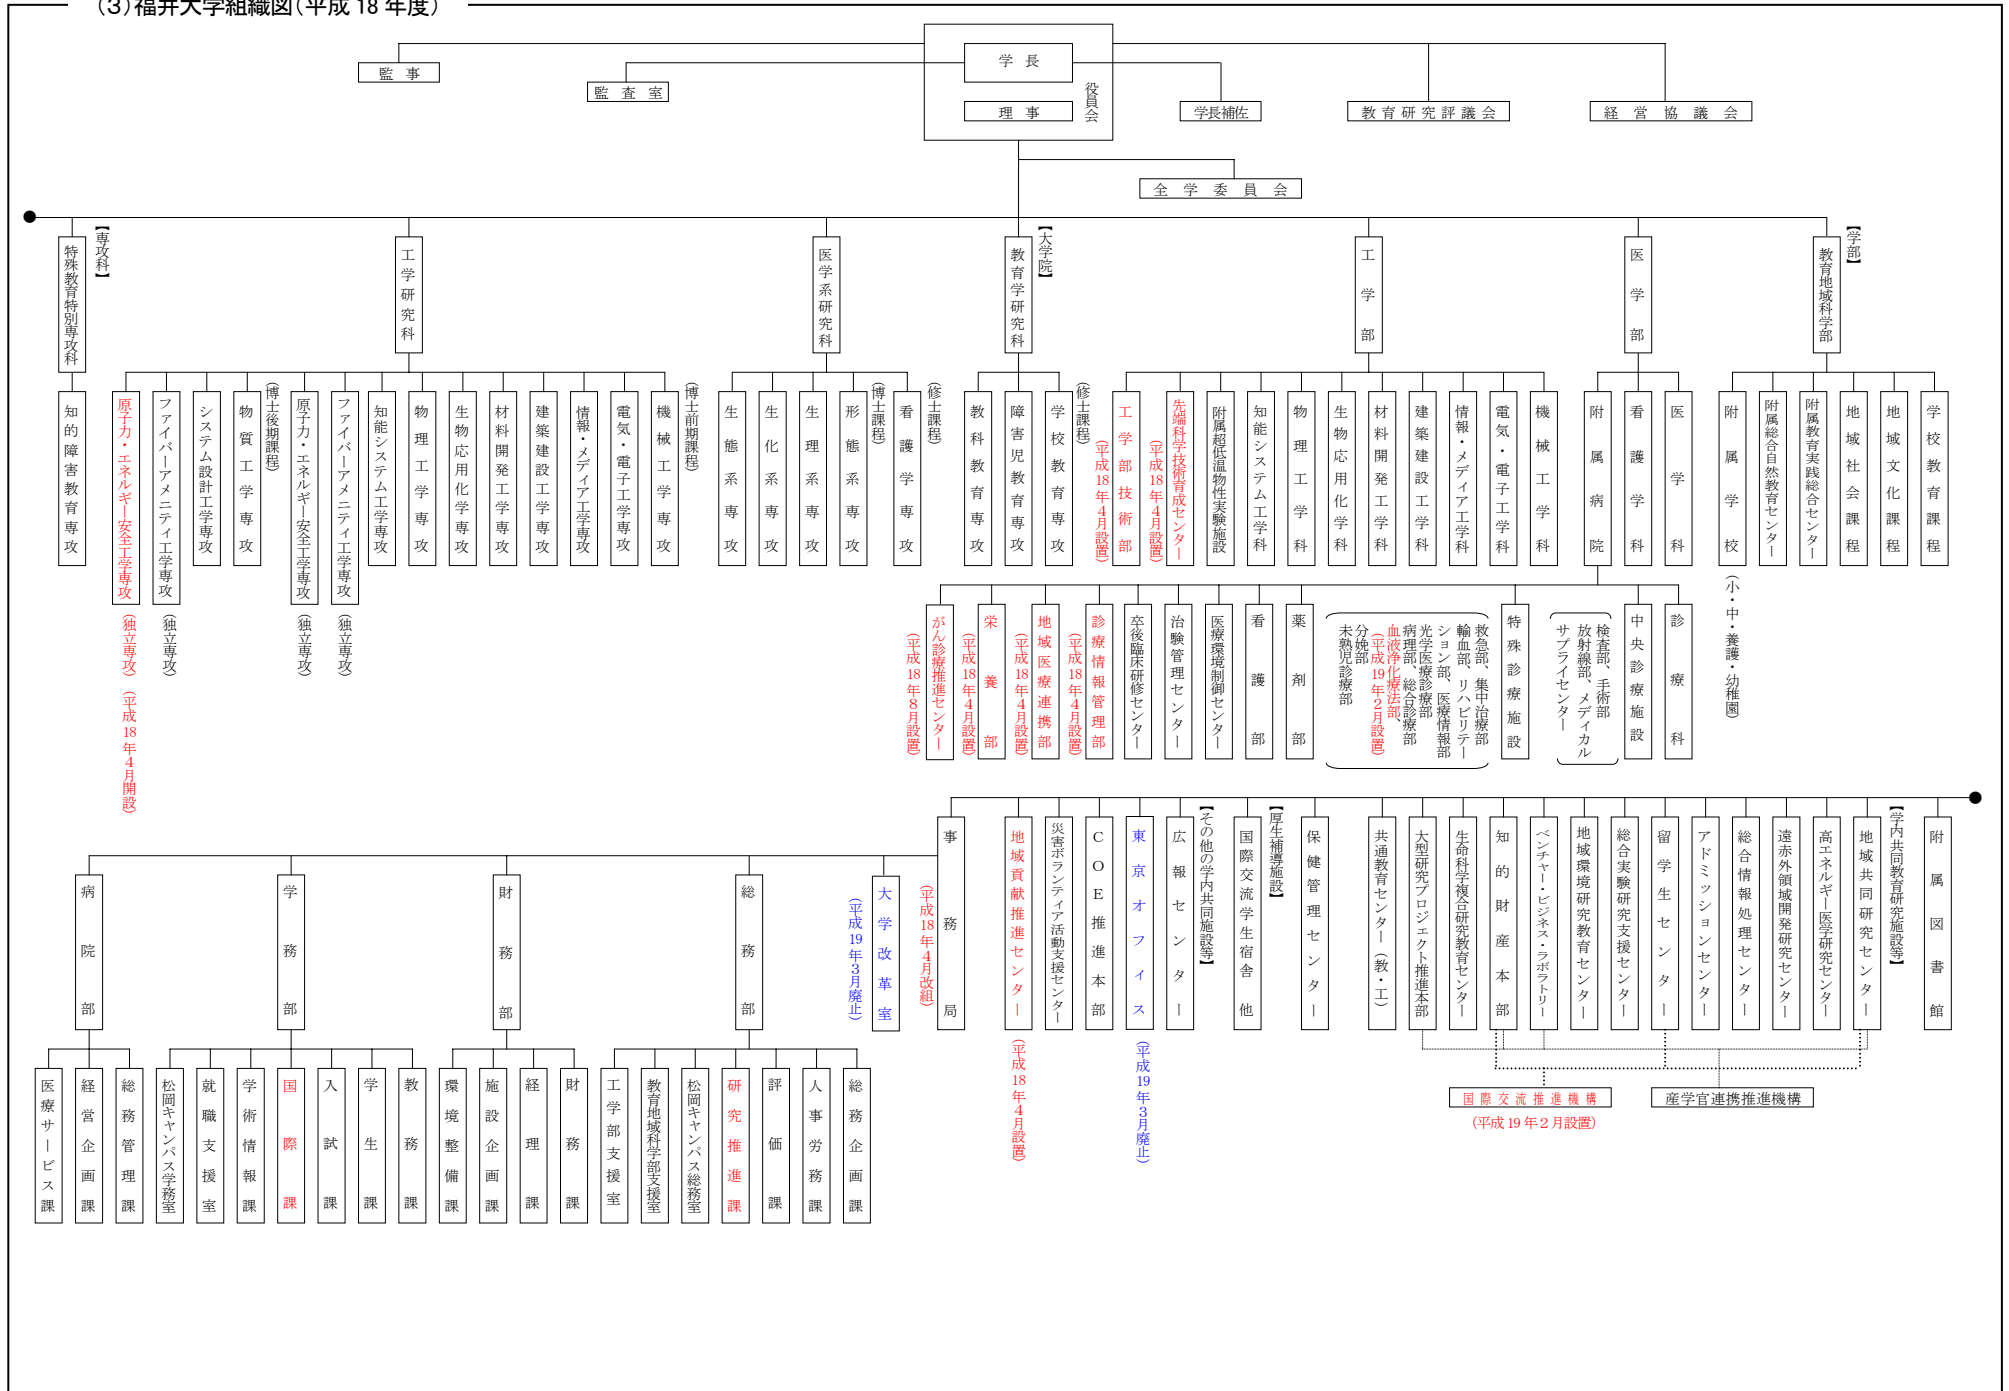 (3)福井大学組織図(平成 18 年度)
学長
理事
役員会
監事
監査室
学長補佐
教育研究評議会
経営協議会
全学委員会
【学部】
教育地域科学部
学校教育課程
地域文化課程
地域社会課程
附属教育実践総合センター
附属総合自然教育センター
附属学校
(小・中・養護・幼稚園)
医学部
医学科
看護学科
附属病院
診療科
中央診療施設
検査部、手術部
放射線部、メディカル
サプライセンター
特殊診療施設
救急部、集中治療部
輸血部、リハビリテー
ション部、医療情報部
光学医療診療部
病理部、総合診療部
血液浄化療法部、
(平成19年2月設置)
分娩部
未熟児診療部
薬剤部
看護部
医療環境制御センター
治験管理センター
卒後臨床研修センター
診療情報管理部
(平成18年4月設置)
地域医療連携部
(平成18年4月設置)
栄養部
(平成18年4月設置)
がん診療推進センター
(平成18年8月設置)
工学部
機械工学科
電気・電子工学科
情報・メディア工学科
建築建設工学科
材料開発工学科
生物応用化学科
物理工学科
知能システム工学科
附属超低温物性実験施設
先端科学技術育成センター
(平成18年4月設置)
工学部技術部
(平成18年4月設置)
【大学院】
教育学研究科
(修士課程)
学校教育専攻
障害児教育専攻
教科教育専攻
医学系研究科
(修士課程)
看護学専攻
(博士課程)
形態系専攻
生理系専攻
生化系専攻
生態系専攻
工学研究科
(博士前期課程)
機械工学専攻
電気・電子工学専攻
情報・メディア工学専攻
建築建設工学専攻
材料開発工学専攻
生物応用化学専攻
物理工学専攻
知能システム工学専攻
ファイバーアメニティ工学専攻
(独立専攻)
原子力・エネルギー安全工学専攻
(独立専攻)
(博士後期課程)
物質工学専攻
システム設計工学専攻
ファイバーアメニティ工学専攻
(独立専攻)
原子力・エネルギー安全工学専攻
(独立専攻)
(平成18年4月開設)
【専攻科】
特殊教育特別専攻科
知的障害教育専攻
附属図書館
【学内共同教育研究施設等】
地域共同研究センター
高エネルギー医学研究センター
遠赤外領域開発研究センター
総合情報処理センター
アドミッションセンター
留学生センター
総合実験研究支援センター
地域環境研究教育センター
ベンチャー・ビジネス・ラボラトリー
知的財産本部
生命科学複合研究教育センター
大型研究プロジェクト推進本部
共通教育センター(教・工)
国際交流推進機構
(平成 19 年 2 月設置)
産学官連携推進機構
保健管理センター
【厚生補導施設】
国際交流学生宿舎 他
【その他の学内共同施設等】
広報センター
東京オフィス
(平成19年3月廃止)
COE推進本部
災害ボランティア活動支援センター
地域貢献推進センター
(平成18年4月設置)
事務局
(平成18年4月改組)
大学改革室
(平成19年3月廃止)
総務部
総務企画課
人事労務課
評価課
研究推進課
松岡キャンパス総務室
教育地域科学部支援室
工学部支援室
財務部
財務課
経理課
施設企画課
環境整備課
学務部
教務課
学生課
入試課
国際課
学術情報課
就職支援室
松岡キャンパス学務室
病院部
総務管理課
経営企画課
医療サービス課